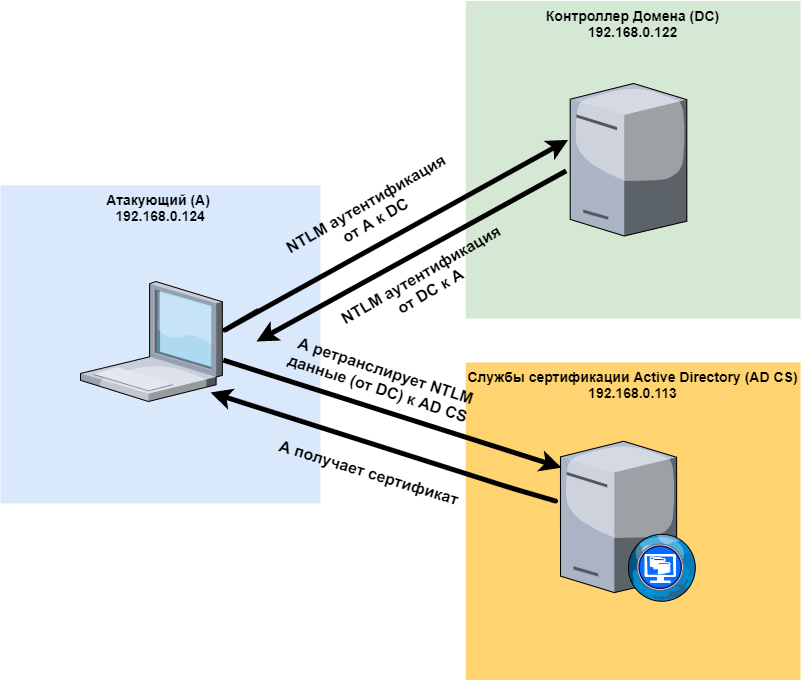 Контроллер Домена (DC)
192.168.0.122
Атакующий (А)
192.168.0.124
NTLM аутентификация
от А к DC
NTLM аутентификация
от DC к А
А ретранслирует NTLM
данные (от DC) к AD CS
А получает сертификат
Службы сертификации Active Directory (AD CS)
192.168.0.113